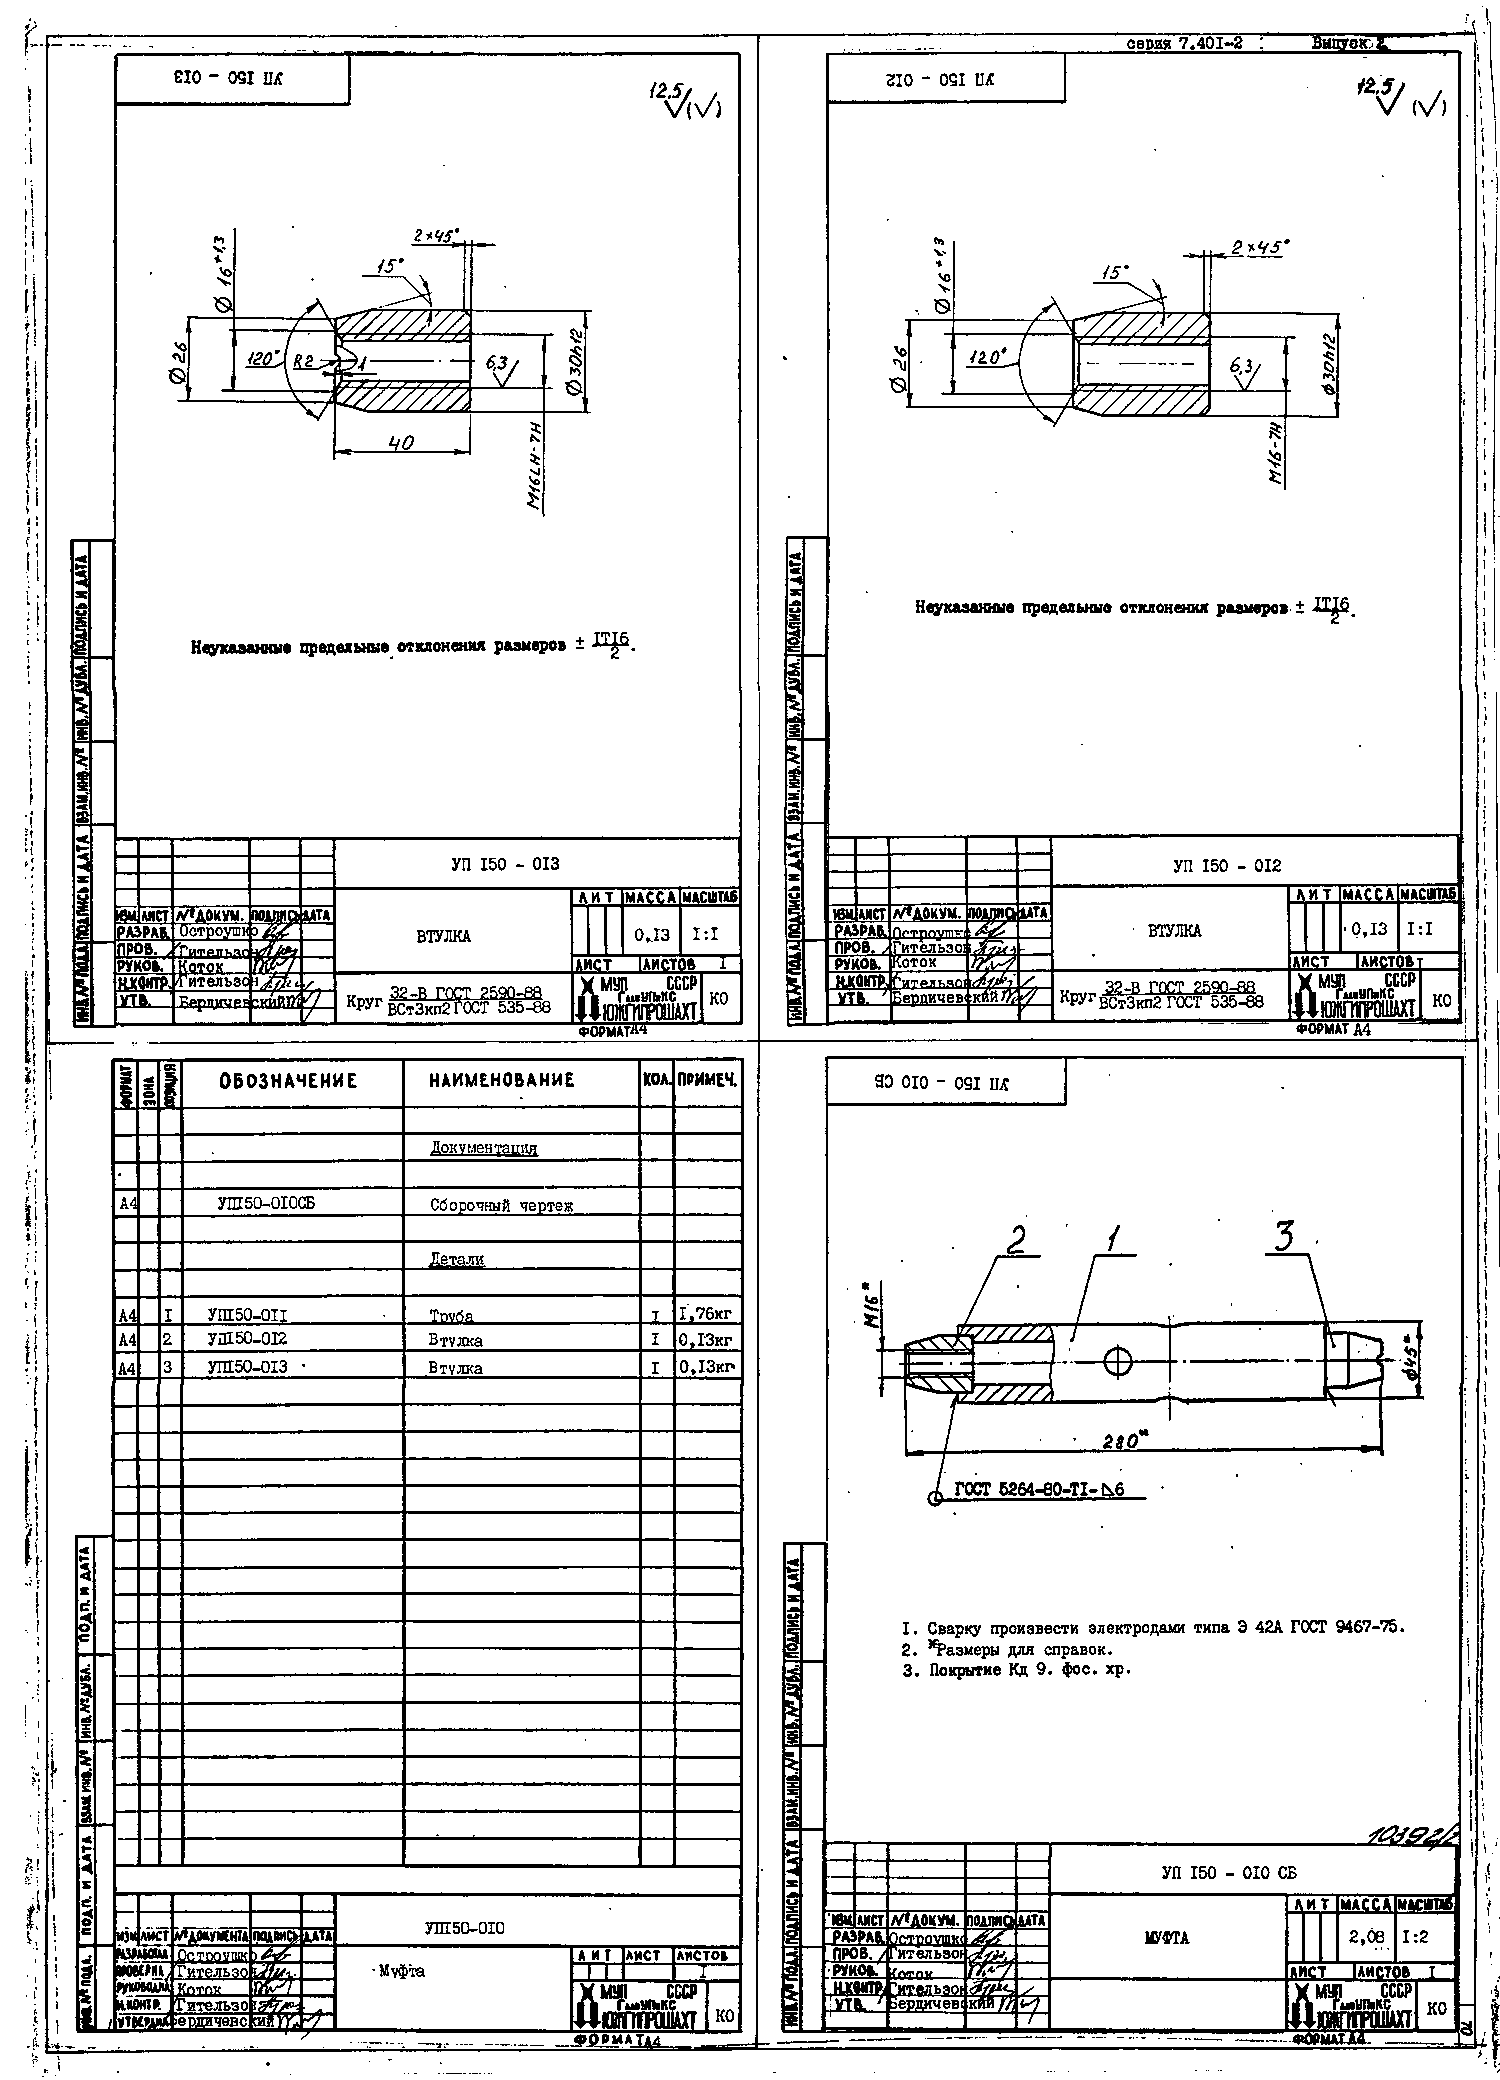 серия 7.401-2 Выпуск 2
УП 150 - 013
12,5
2×45°
15°
Ø 16 +1,3
Ø 26
120°
R2
1
6,3
Ø 30h12
M16LH-7H
40
Неуказанные предельные отклонения размеров ± IT16/2.
УП 150 - 013
ВТУЛКА
ЛИТ МАССА МАСШТАБ
0,13 1:1
ЛИСТ ЛИСТОВ 1
ИЗМ. ЛИСТ № ДОКУМ. ПОДПИСЬ ДАТА
РАЗРАБ. Остроушко
ПРОВ. Гительзон
РУКОВ. Коток
Н.КОНТР. Гительзон
УТВ. Бердичевский
Круг 32-В ГОСТ 2590-88
ВСт3кп2 ГОСТ 535-88
МУП СССР
ГлавУПиКС
ЮЖГИПРОШАХТ
КО
ФОРМАТ А4
ИНВ.№ ПОДЛ. ПОДПИСЬ И ДАТА ВЗАМ.ИНВ.№ ИНВ.№ ДУБЛ. ПОДПИСЬ И ДАТА
УП 150 - 012
12,5
2×45°
15°
Ø 16 +1,3
Ø 26
120°
6,3
Ø30h12
M16-7H
Неуказанные предельные отклонения размеров ± IT16/2.
УП 150 - 012
ВТУЛКА
ЛИТ МАССА МАСШТАБ
0,13 1:1
ЛИСТ ЛИСТОВ 1
ИЗМ. ЛИСТ № ДОКУМ. ПОДПИСЬ ДАТА
РАЗРАБ. Остроушко
ПРОВ. Гительзон
РУКОВ. Коток
Н.КОНТР. Гительзон
УТВ. Бердичевский
Круг 32-В ГОСТ 2590-88
ВСт3кп2 ГОСТ 535-88
МУП СССР
ГлавУПиКС
ЮЖГИПРОШАХТ
КО
ФОРМАТ А4
ИНВ.№ ПОДЛ. ПОДПИСЬ И ДАТА ВЗАМ.ИНВ.№ ИНВ.№ ДУБЛ. ПОДПИСЬ И ДАТА
ФОРМАТ ЗОНА ПОЗИЦИЯ ОБОЗНАЧЕНИЕ НАИМЕНОВАНИЕ КОЛ. ПРИМЕЧ.
Документация
А4 УП150-010СБ Сборочный чертеж
Детали
А4 1 УП150-011 Труба 1 1,76кг
А4 2 УП150-012 Втулка 1 0,13кг
А4 3 УП150-013 Втулка 1 0,13кг
УП150-010
Муфта
ИЗМ. ЛИСТ № ДОКУМЕНТА ПОДПИСЬ ДАТА
РАЗРАБОТАЛ Остроушко
ПРОВЕРИЛ Гительзон
РУКОВОДИЛ Коток
Н.КОНТР. Гительзон
УТВЕРДИЛ Бердичевский
ЛИТ ЛИСТ ЛИСТОВ
1
МУП СССР
ГлавУПиКС
ЮЖГИПРОШАХТ
КО
ФОРМАТ А4
ИНВ.№ ПОДЛ. ПОДП. И ДАТА ВЗАМ.ИНВ.№ ИНВ.№ ДУБЛ. ПОДП. И ДАТА
УП 150 - 010 СБ
2 1 3
M16*
Ø45*
280*
ГОСТ 5264-80-Т1-⊿6
1. Сварку произвести электродами типа Э 42А ГОСТ 9467-75.
2. *Размеры для справок.
3. Покрытие Кд 9. фос. хр.
10392/2
УП 150 - 010 СБ
МУФТА
ЛИТ МАССА МАСШТАБ
2,08 1:2
ЛИСТ ЛИСТОВ 1
ИЗМ. ЛИСТ № ДОКУМ. ПОДПИСЬ ДАТА
РАЗРАБ. Остроушко
ПРОВ. Гительзон
РУКОВ. Коток
Н.КОНТР. Гительзон
УТВ. Бердичевский
МУП СССР
ГлавУПиКС
ЮЖГИПРОШАХТ
КО
ФОРМАТ А4
70
ИНВ.№ ПОДЛ. ПОДПИСЬ И ДАТА ВЗАМ.ИНВ.№ ИНВ.№ ДУБЛ. ПОДПИСЬ И ДАТА